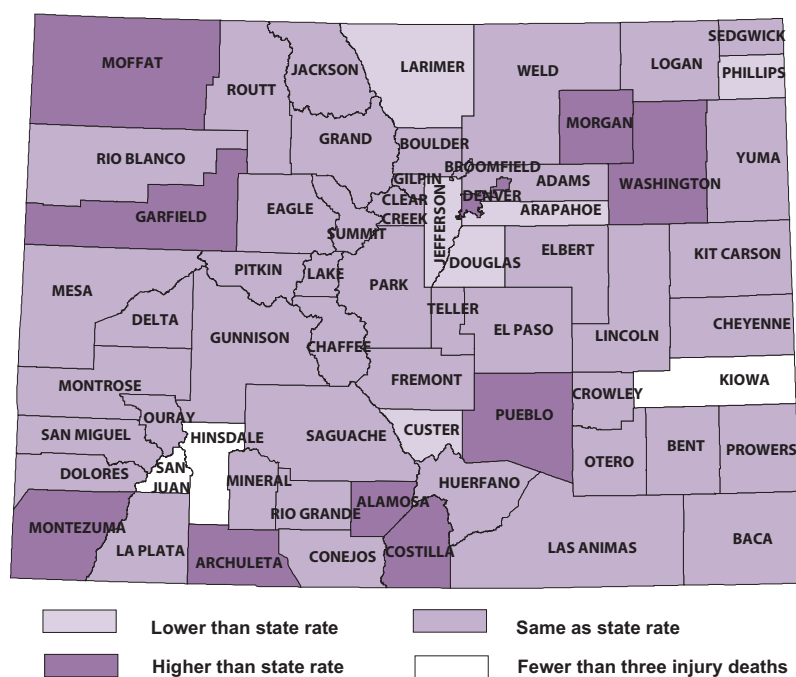 SEDGWICK
MOFFAT
JACKSON
LARIMER
WELD
LOGAN
PHILLIPS
ROUTT
MORGAN
GRAND
BOULDER
RIO BLANCO
BROOMFIELD
YUMA
GILPIN
ADAMS
WASHINGTON
CLEAR
CREEK
DENVER
EAGLE
ARAPAHOE
GARFIELD
JEFFERSON
SUMMIT
ELBERT
KIT CARSON
DOUGLAS
PITKIN
LAKE
PARK
MESA
TELLER
DELTA
CHEYENNE
EL PASO
LINCOLN
GUNNISON
CHAFFEE
FREMONT
KIOWA
MONTROSE
CROWLEY
OURAY
PUEBLO
CUSTER
SAN MIGUEL
HINSDALE
SAGUACHE
BENT
PROWERS
OTERO
DOLORES
SAN
JUAN
MINERAL
HUERFANO
ALAMOSA
RIO GRANDE
MONTEZUMA
LA PLATA
ARCHULETA
CONEJOS
COSTILLA
LAS ANIMAS
BACA
Lower than state rate
Same as state rate
Higher than state rate
Fewer than three injury deaths